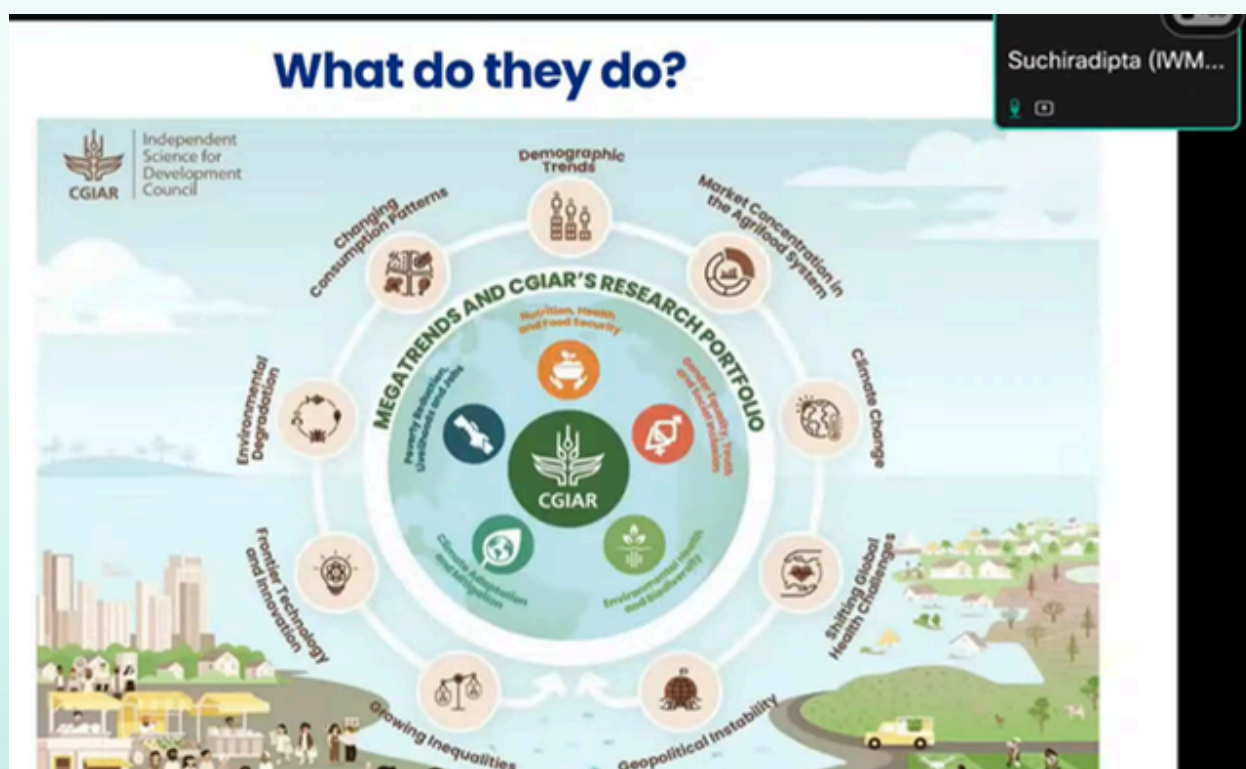 What do they do?
Suchiradipta (IWM...
CGIAR
Independent
Science for
Development
Council
Demographic
Trends
Market Concentration in
the Agrifood System
Climate Change
Shifting Global
Health Challenges
Geopolitical Instability
Growing Inequalities
Frontier Technology
and Innovation
Environmental
Degradation
Changing
Consumption Patterns
MEGATRENDS AND CGIAR'S RESEARCH PORTFOLIO
Nutrition, Health
and Food Security
Gender Equality, Youth
and Social Inclusion
Environmental Health
and Biodiversity
Climate Adaptation
and Mitigation
Poverty Reduction,
Livelihoods and Jobs
CGIAR